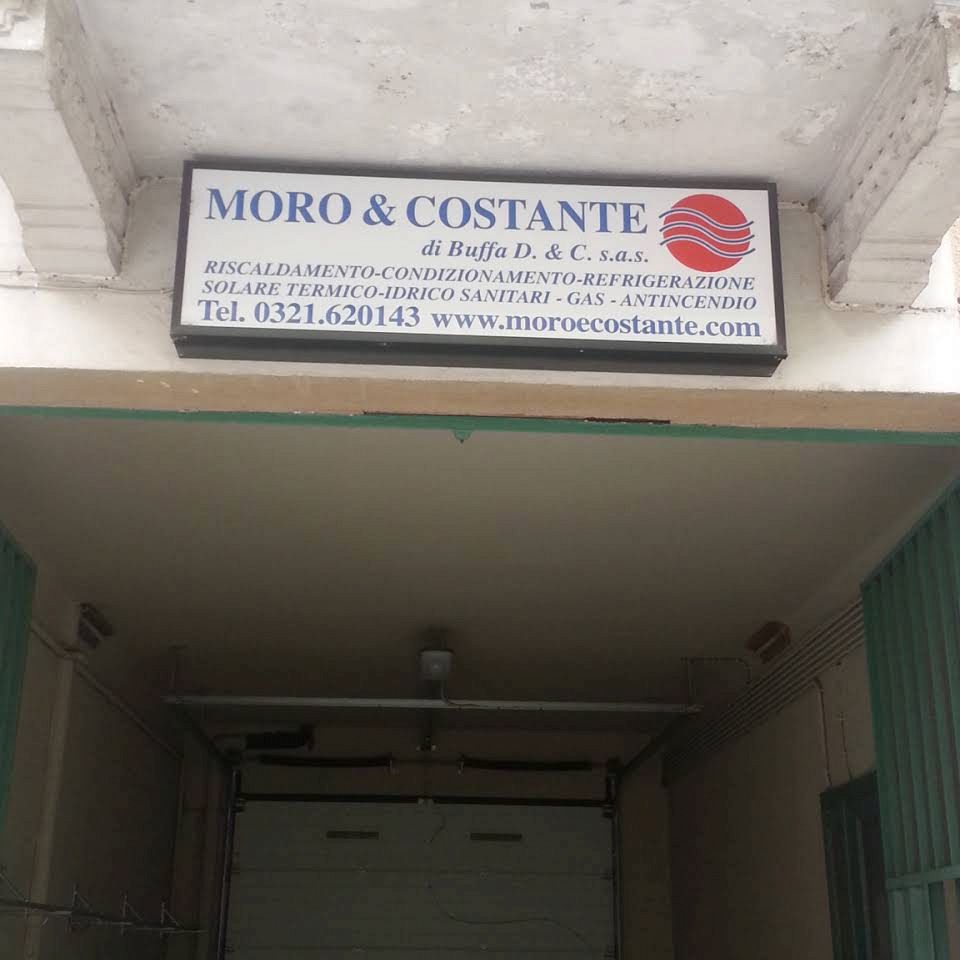 MORO & COSTANTE
di Buffa D. & C. s.a.s.
RISCALDAMENTO-CONDIZIONAMENTO-REFRIGERAZIONE
SOLARE TERMICO-IDRICO SANITARI - GAS - ANTINCENDIO
Tel. 0321.620143 www.moroecostante.com